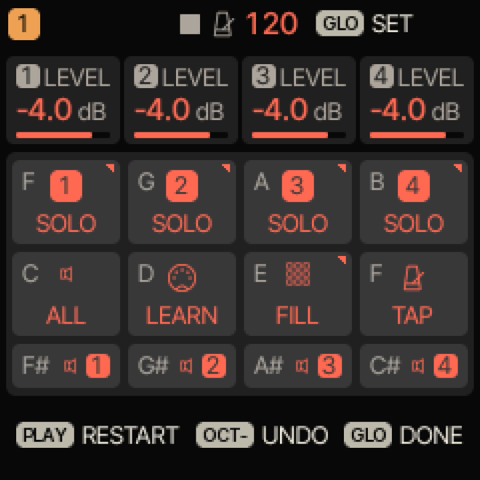 1 120 GLO SET
1 LEVEL 2 LEVEL 3 LEVEL 4 LEVEL
-4.0 dB -4.0 dB -4.0 dB -4.0 dB
F 1 G 2 A 3 B 4
SOLO SOLO SOLO SOLO
C D E F
ALL LEARN FILL TAP
F# 1 G# 2 A# 3 C# 4
PLAY RESTART OCT- UNDO GLO DONE